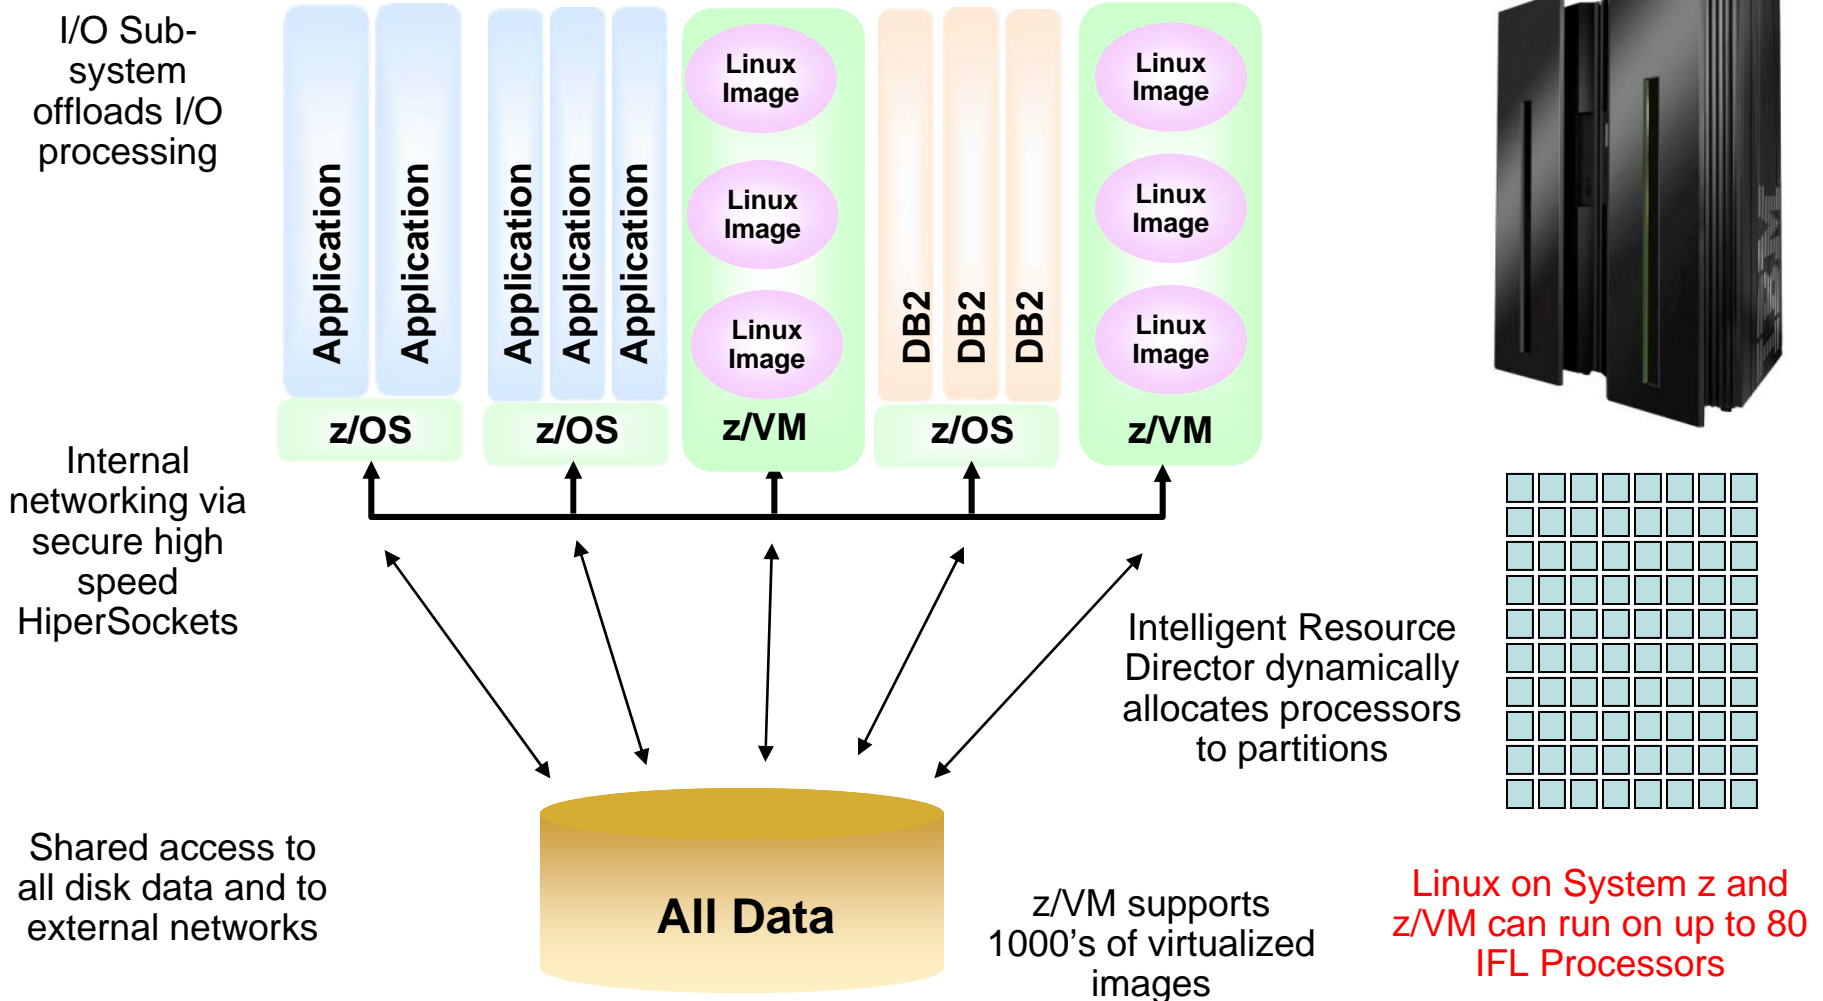 I/O Sub-
system
offloads I/O
processing
Application
Application
z/OS
Application
Application
Application
z/OS
Linux
Image
Linux
Image
Linux
Image
z/VM
DB2
DB2
DB2
z/OS
Linux
Image
Linux
Image
Linux
Image
z/VM
IBM
Internal
networking via
secure high
speed
HiperSockets
Intelligent Resource
Director dynamically
allocates processors
to partitions
Shared access to
all disk data and to
external networks
All Data
z/VM supports
1000’s of virtualized
images
Linux on System z and
z/VM can run on up to 80
IFL Processors